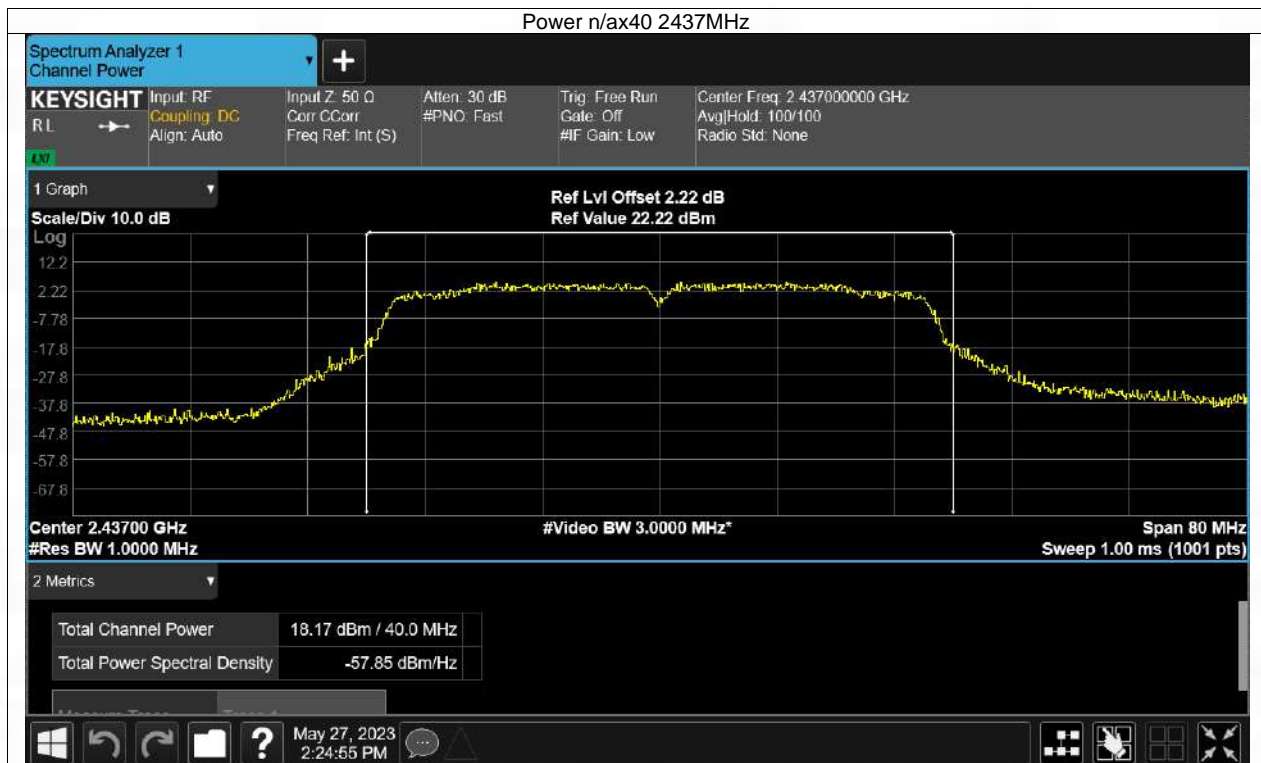 Power n/ax40 2437MHz
Spectrum Analyzer 1
Channel Power
+
KEYSIGHT Input: RF Input Z: 50 Ω Atten: 30 dB Trig: Free Run Center Freq: 2.437000000 GHz
RL Coupling: DC Corr CCorr #PNO: Fast Gate: Off Avg|Hold: 100/100
Align: Auto Freq Ref: Int (S) #IF Gain: Low Radio Std: None
LXI
1 Graph
Ref Lvl Offset 2.22 dB
Scale/Div 10.0 dB Ref Value 22.22 dBm
Log
12.2
2.22
-7.78
-17.8
-27.8
-37.8
-47.8
-57.8
-67.8
Center 2.43700 GHz #Video BW 3.0000 MHz* Span 80 MHz
#Res BW 1.0000 MHz Sweep 1.00 ms (1001 pts)
2 Metrics
Total Channel Power 18.17 dBm / 40.0 MHz
Total Power Spectral Density -57.85 dBm/Hz
?
May 27, 2023
2:24:55 PM